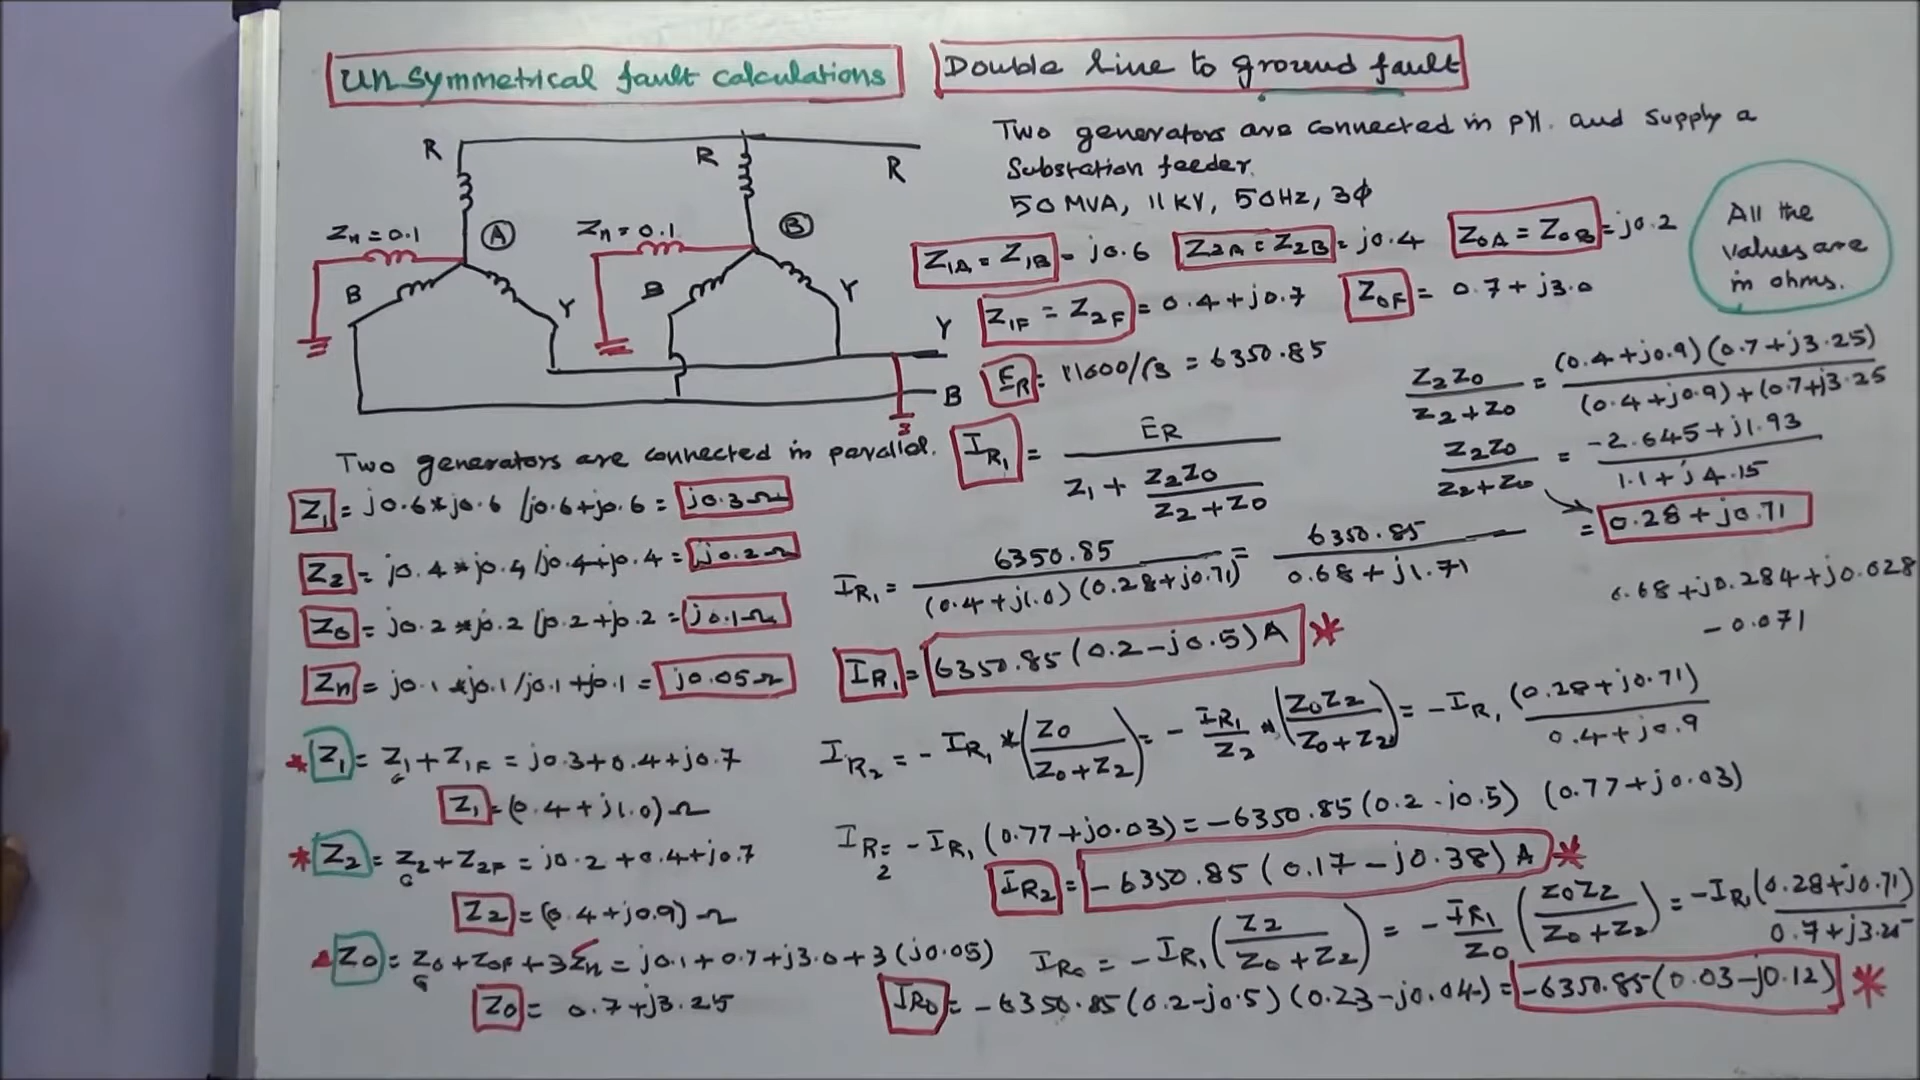 Unsymmetrical fault calculations
Double line to ground fault
Two generators are connected in pll. and supply a
Substation feeder.
50 MVA, 11 KV, 50HZ, 3ϕ
Z1A = Z1B = j0.6 Z2A = Z2B = j0.4 Z0A = Z0B = j0.2
Z1F = Z2F = 0.4 + j0.7 Z0F = 0.7 + j3.0
All the
values are
in ohms.
R R R
Zn = 0.1 A Zn = 0.1 B
B Y B Y Y
B
ER = 11000/√3 = 6350.85
IR1 = ĒR / (Z1 + Z2Z0 / (Z2 + Z0))
Z2Z0 / (Z2 + Z0) = (0.4 + j0.9)(0.7 + j3.25) / ((0.4 + j0.9) + (0.7 + j3.25
Z2Z0 / (Z2 + Z0) = (-2.645 + j1.93) / (1.1 + j4.15)
= 0.28 + j0.71
Two generators are connected in parallel.
Z1 = j0.6 * j0.6 / j0.6 + j0.6 = j0.3Ω
Z2 = j0.4 * j0.4 / j0.4 + j0.4 = j0.2Ω
Z0 = j0.2 * j0.2 / j0.2 + j0.2 = j0.1Ω
Zn = j0.1 * j0.1 / j0.1 + j0.1 = j0.05Ω
* Z1 = Z1G + Z1F = j0.3 + 0.4 + j0.7
Z1 = (0.4 + j1.0) Ω
* Z2 = Z2G + Z2F = j0.2 + 0.4 + j0.7
Z2 = (0.4 + j0.9) Ω
Z0 = Z0G + Z0F + 3Zn = j0.1 + 0.7 + j3.0 + 3(j0.05)
Z0 = 0.7 + j3.25
IR1 = 6350.85 / (0.4 + j1.0)(0.28 + j0.71) = 6350.85 / 0.68 + j1.71
0.68 + j0.284 + j0.028
- 0.071
IR1 = 6350.85 (0.2 - j0.5) A *
IR2 = - IR1 * (Z0 / (Z0 + Z2)) = - IR1 / Z2 * (Z0Z2 / (Z0 + Z2)) = - IR1 (0.28 + j0.71) / 0.4 + j0.9
IR2 = - IR1 (0.77 + j0.03) = - 6350.85 (0.2 - j0.5) (0.77 + j0.03)
IR2 = - 6350.85 (0.17 - j0.38) A *
IR0 = - IR1 (Z2 / (Z0 + Z2)) = - IR1 / Z0 (Z0Z2 / (Z0 + Z2)) = - IR1 (0.28 + j0.71) / 0.7 + j3.25
IR0 = - 6350.85 (0.2 - j0.5) (0.23 - j0.04) = - 6350.85 (0.03 - j0.12) *